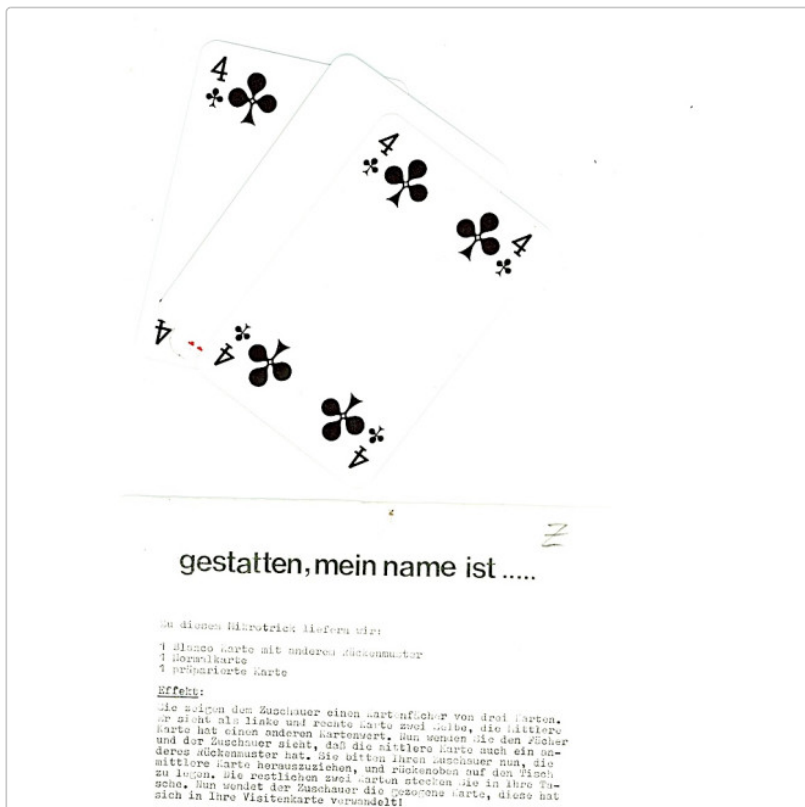 4
4
4
4
4
4
Z
gestatten, mein name ist .....
Zu diesem Mikrotrick liefern wir:
1 Blanco Karte mit anderem Rückenmuster
1 Normalkarte
1 präparierte Karte
Effekt:
Sie zeigen dem Zuschauer einen Kartenfächer von drei Karten.
Er sieht als linke und rechte Karte zwei Gelbe, die mittlere
Karte hat einen anderen Kartenwert. Nun wenden Sie den Fächer
und der Zuschauer sieht, daß die mittlere Karte auch ein an-
deres Rückenmuster hat. Sie bitten Ihren Zuschauer nun, die
mittlere Karte herauszuziehen, und rückenoben auf den Tisch
zu legen. Die restlichen zwei Karten stecken Sie in Ihre Ta-
sche. Nun wendet der Zuschauer die gezogene Karte, diese hat
sich in Ihre Visitenkarte verwandelt!